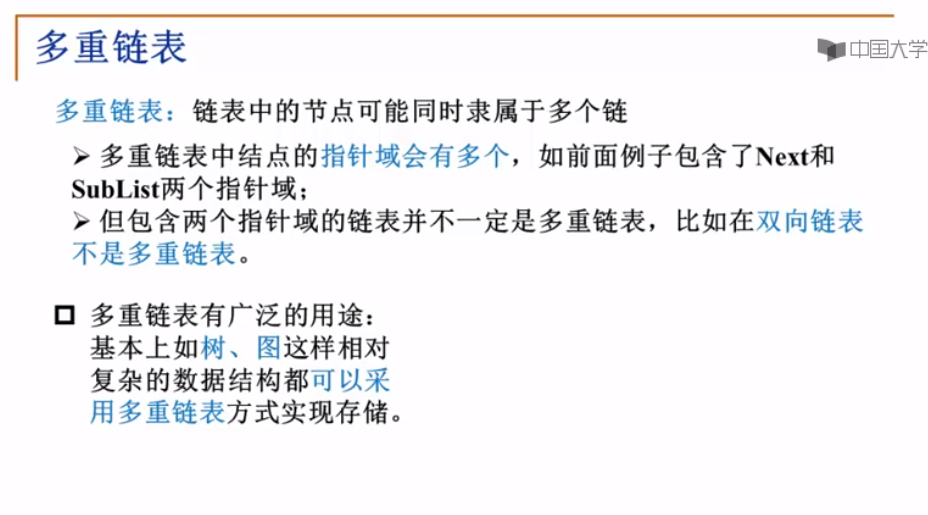 多重链表
中国大学
多重链表：链表中的节点可能同时隶属于多个链
➢ 多重链表中结点的指针域会有多个，如前面例子包含了Next和
SubList两个指针域；
➢ 但包含两个指针域的链表并不一定是多重链表，比如在双向链表
不是多重链表。
多重链表有广泛的用途：
基本上如树、图这样相对
复杂的数据结构都可以采
用多重链表方式实现存储。